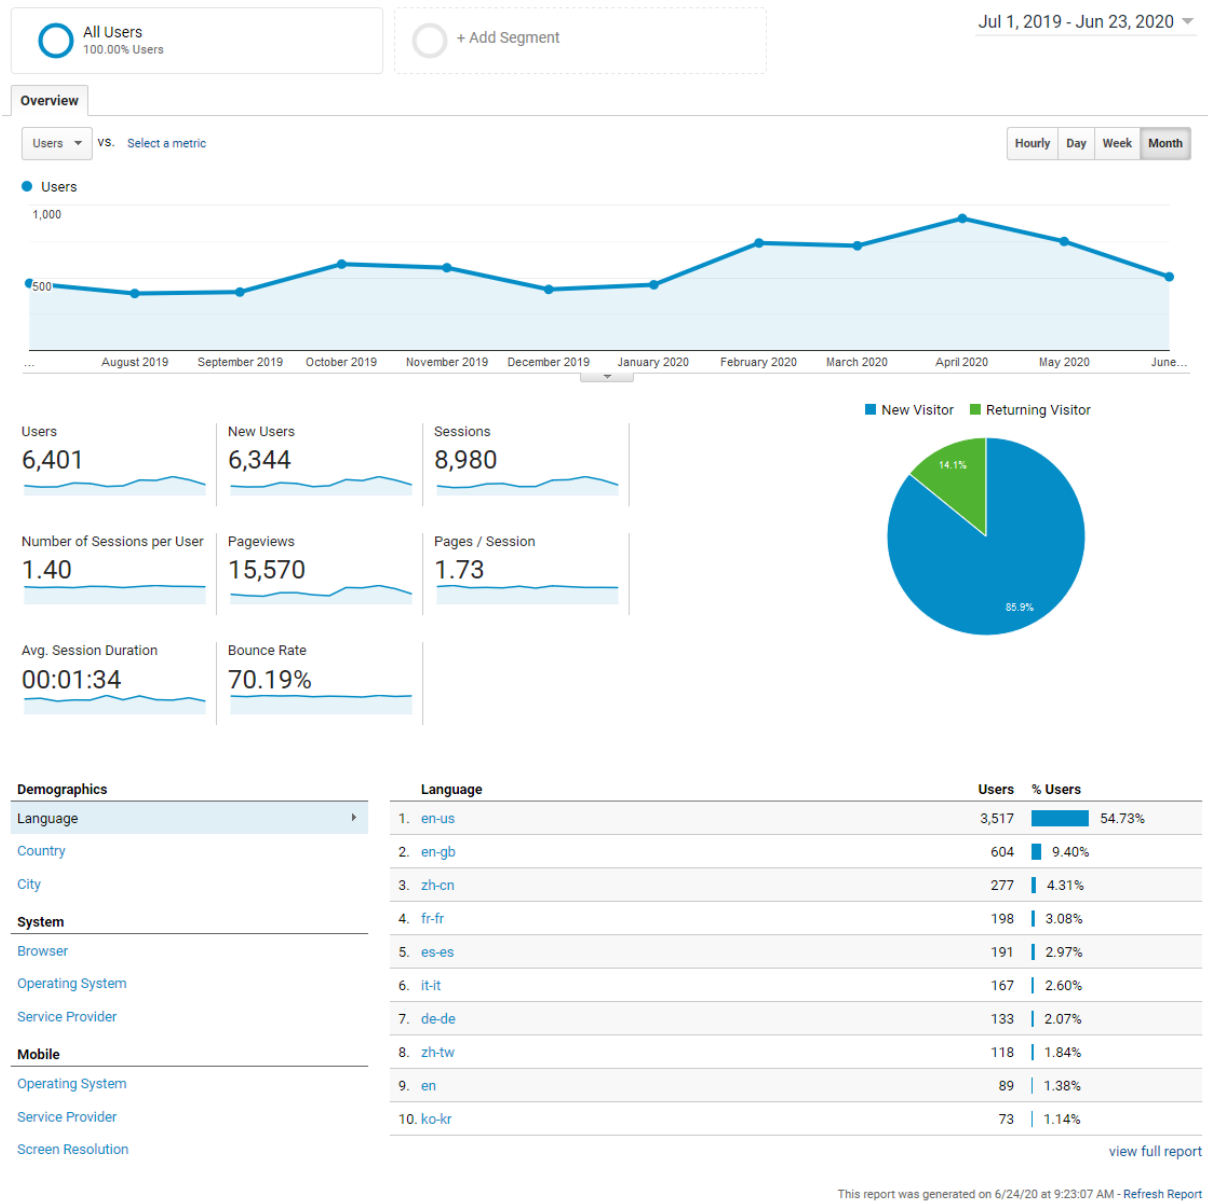 All Users
100.00% Users
+ Add Segment
Jul 1, 2019 - Jun 23, 2020
Overview
Users VS. Select a metric
Hourly Day Week Month
Users
1,000
500
... August 2019 September 2019 October 2019 November 2019 December 2019 January 2020 February 2020 March 2020 April 2020 May 2020 June...
New Visitor Returning Visitor
14.1%
85.9%
Users
6,401
New Users
6,344
Sessions
8,980
Number of Sessions per User
1.40
Pageviews
15,570
Pages / Session
1.73
Avg. Session Duration
00:01:34
Bounce Rate
70.19%
Demographics
Language
Country
City
System
Browser
Operating System
Service Provider
Mobile
Operating System
Service Provider
Screen Resolution
Language Users % Users
1. en-us 3,517 54.73%
2. en-gb 604 9.40%
3. zh-cn 277 4.31%
4. fr-fr 198 3.08%
5. es-es 191 2.97%
6. it-it 167 2.60%
7. de-de 133 2.07%
8. zh-tw 118 1.84%
9. en 89 1.38%
10. ko-kr 73 1.14%
view full report
This report was generated on 6/24/20 at 9:23:07 AM - Refresh Report